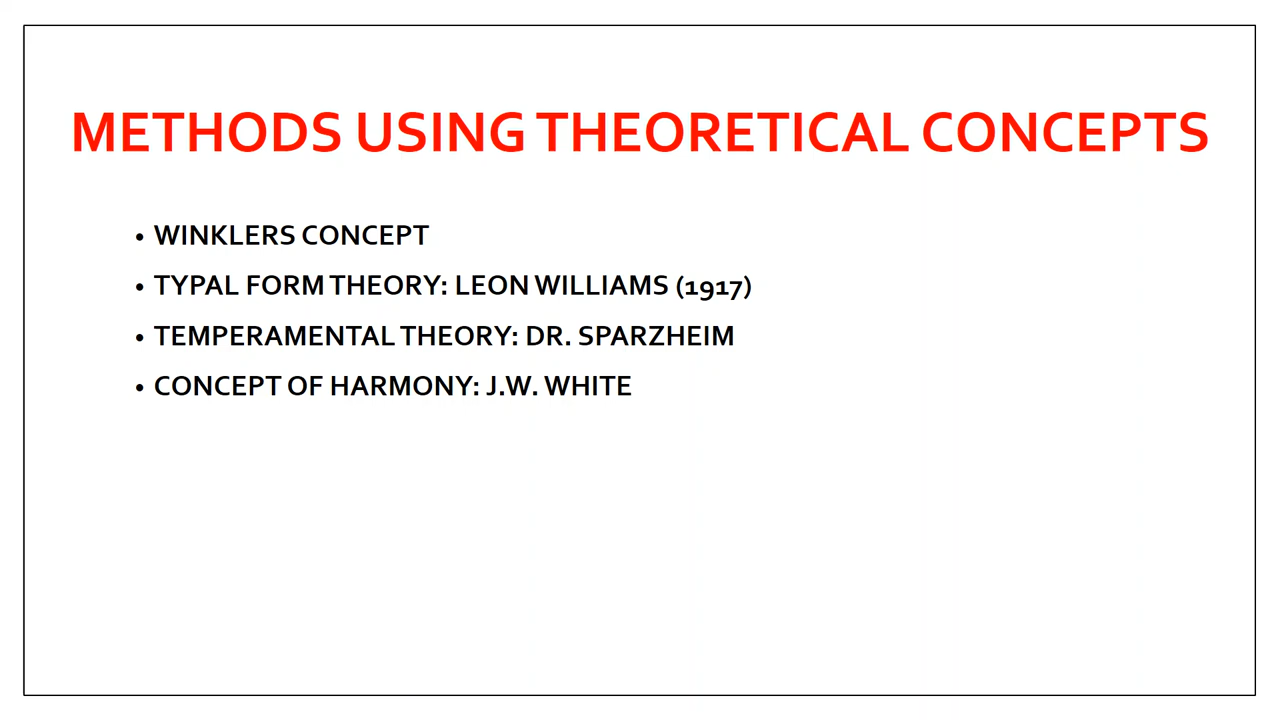 METHODS USING THEORETICAL CONCEPTS
• WINKLERS CONCEPT
• TYPAL FORM THEORY: LEON WILLIAMS (1917)
• TEMPERAMENTAL THEORY: DR. SPARZHEIM
• CONCEPT OF HARMONY: J.W. WHITE